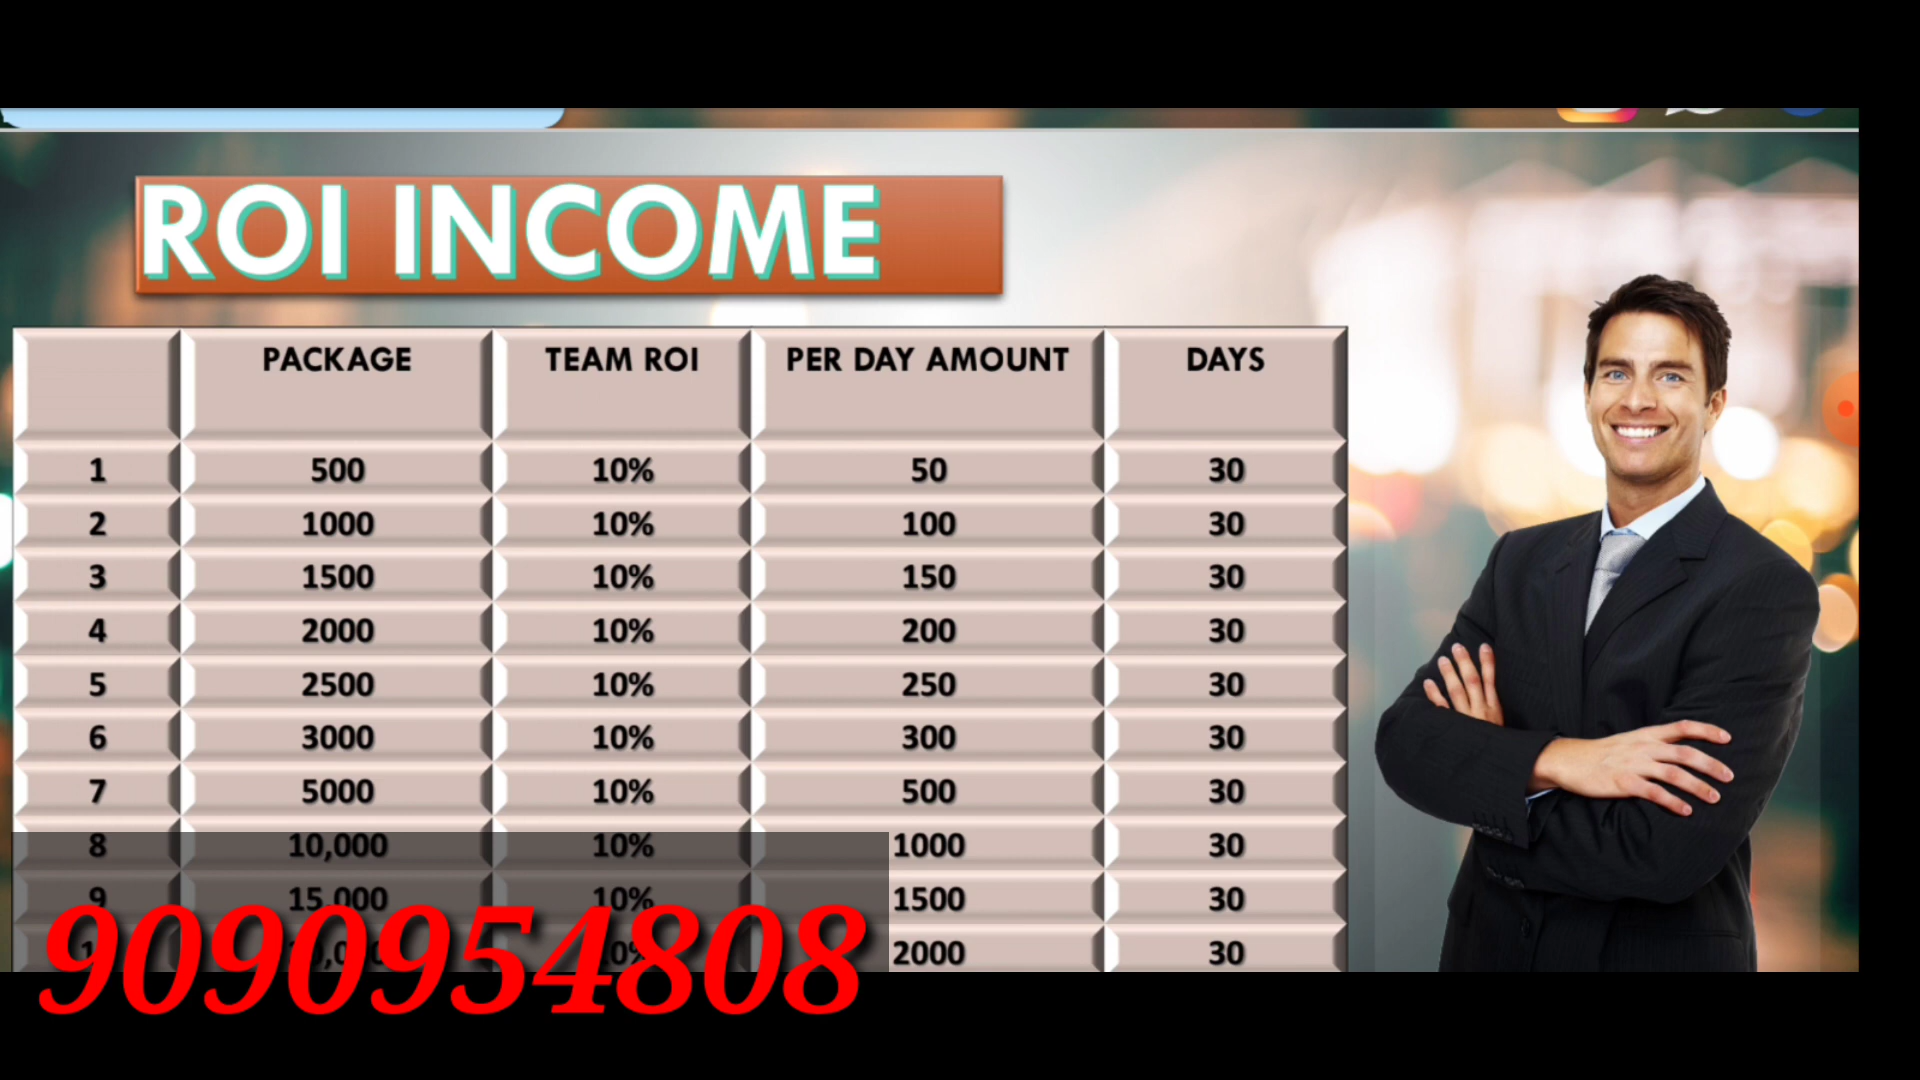 ROI INCOME
PACKAGE TEAM ROI PER DAY AMOUNT DAYS
1 500 10% 50 30
2 1000 10% 100 30
3 1500 10% 150 30
4 2000 10% 200 30
5 2500 10% 250 30
6 3000 10% 300 30
7 5000 10% 500 30
8 10,000 10% 1000 30
9 15,000 10% 1500 30
2000 30
9090954808